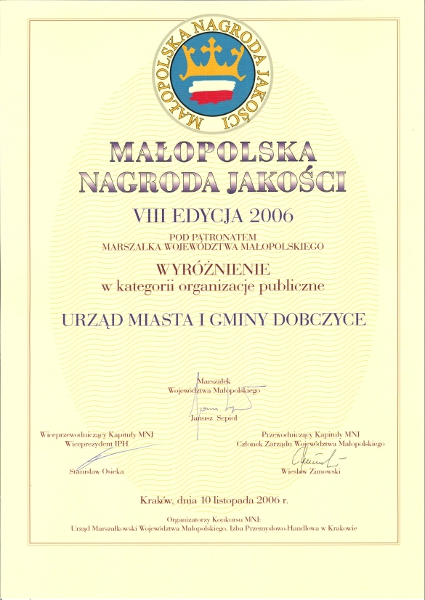 MAŁOPOLSKA NAGRODA JAKOŚCI
MAŁOPOLSKA
NAGRODA JAKOŚCI
VIII EDYCJA 2006
POD PATRONATEM
MARSZAŁKA WOJEWÓDZTWA MAŁOPOLSKIEGO
WYRÓŻNIENIE
w kategorii organizacje publiczne
URZĄD MIASTA I GMINY DOBCZYCE
Marszałek
Województwa Małopolskiego
Janusz Sepioł
Wiceprzewodniczący Kapituły MNJ
Wiceprezydent IPH
Stanisław Osieka
Przewodniczący Kapituły MNJ
Członek Zarządu Województwa Małopolskiego
Wiesław Zimowski
Kraków, dnia 10 listopada 2006 r.
Organizatorzy Konkursu MNJ:
Urząd Marszałkowski Województwa Małopolskiego, Izba Przemysłowo-Handlowa w Krakowie